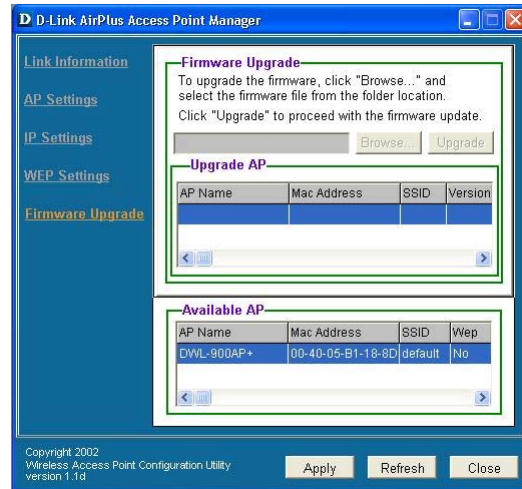 D-Link AirPlus Access Point Manager
Link Information
AP Settings
IP Settings
WEP Settings
Firmware Upgrade
Firmware Upgrade
To upgrade the firmware, click "Browse..." and
select the firmware file from the folder location.
Click "Upgrade" to proceed with the firmware update.
Browse... Upgrade
Upgrade AP
AP Name Mac Address SSID Version
Available AP
AP Name Mac Address SSID Wep
DWL-900AP+ 00-40-05-B1-18-8D default No
Copyright 2002
Wireless Access Point Configuration Utility
version 1.1d
Apply Refresh Close